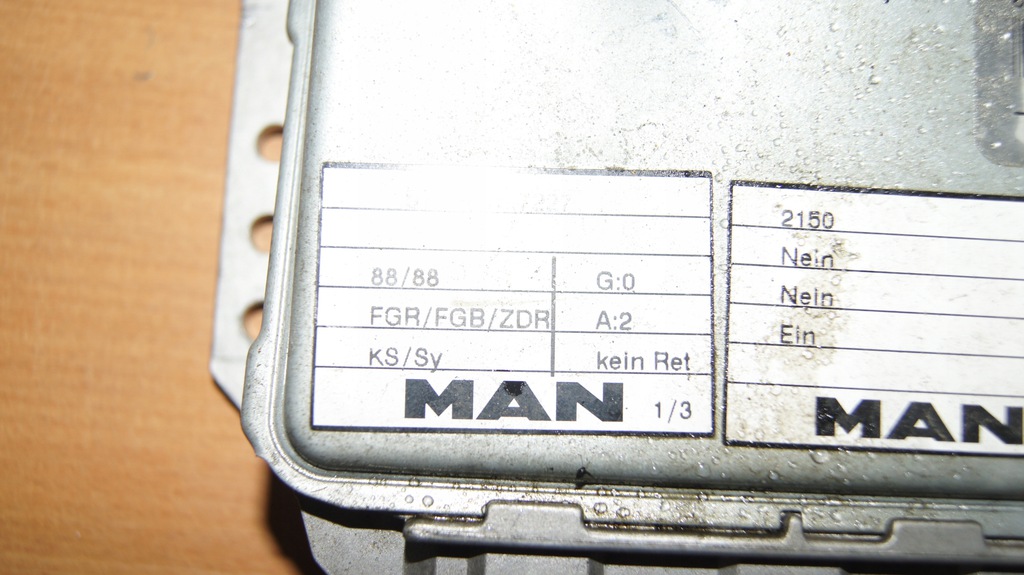 88/88 G:0
FGR/FGB/ZDR A:2
KS/Sy kein Ret
MAN 1/3
2150
Nein
Nein
Ein
MAN